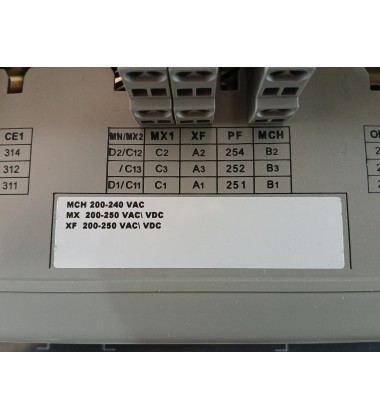 CE1 MN/MX2 MX1 XF PF MCH
314 D2/C12 C2 A2 254 B2
312 /C13 C3 A3 252 B3
311 D1/C11 C1 A1 251 B1
MCH 200-240 VAC
MX 200-250 VAC\ VDC
XF 200-250 VAC\ VDC